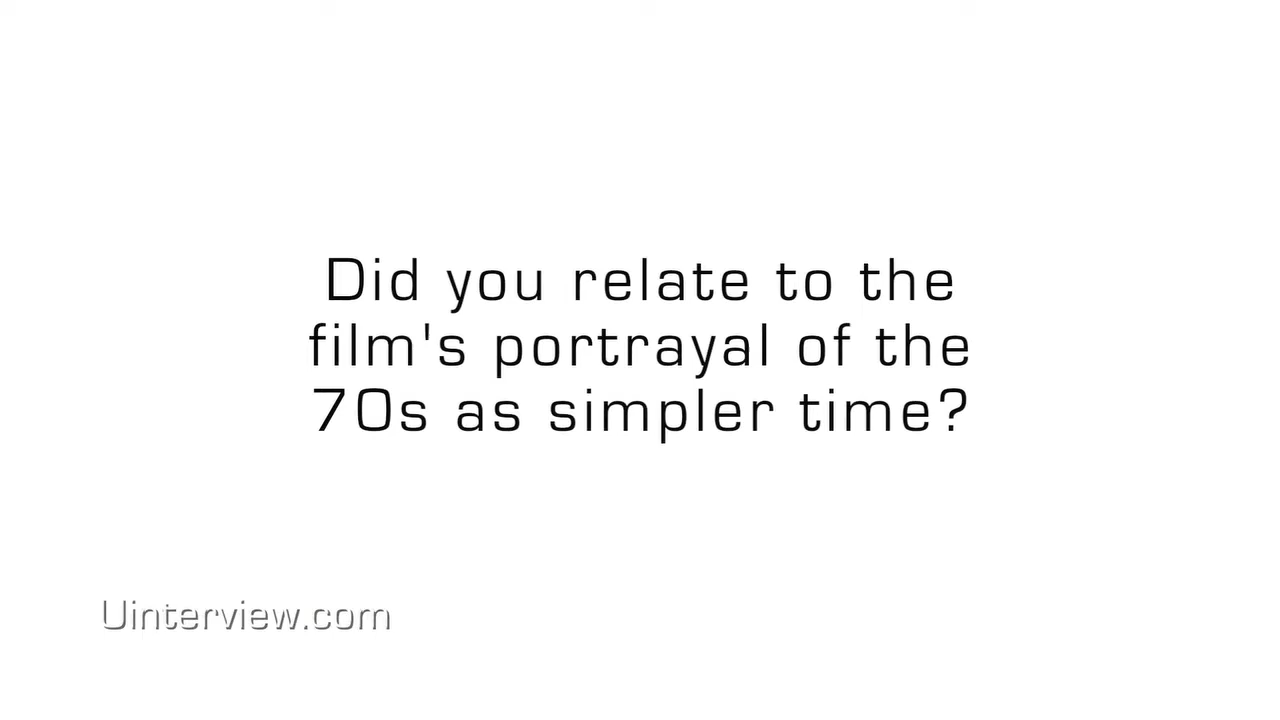 Did you relate to the
film's portrayal of the
70s as simpler time?
Uinterview.com